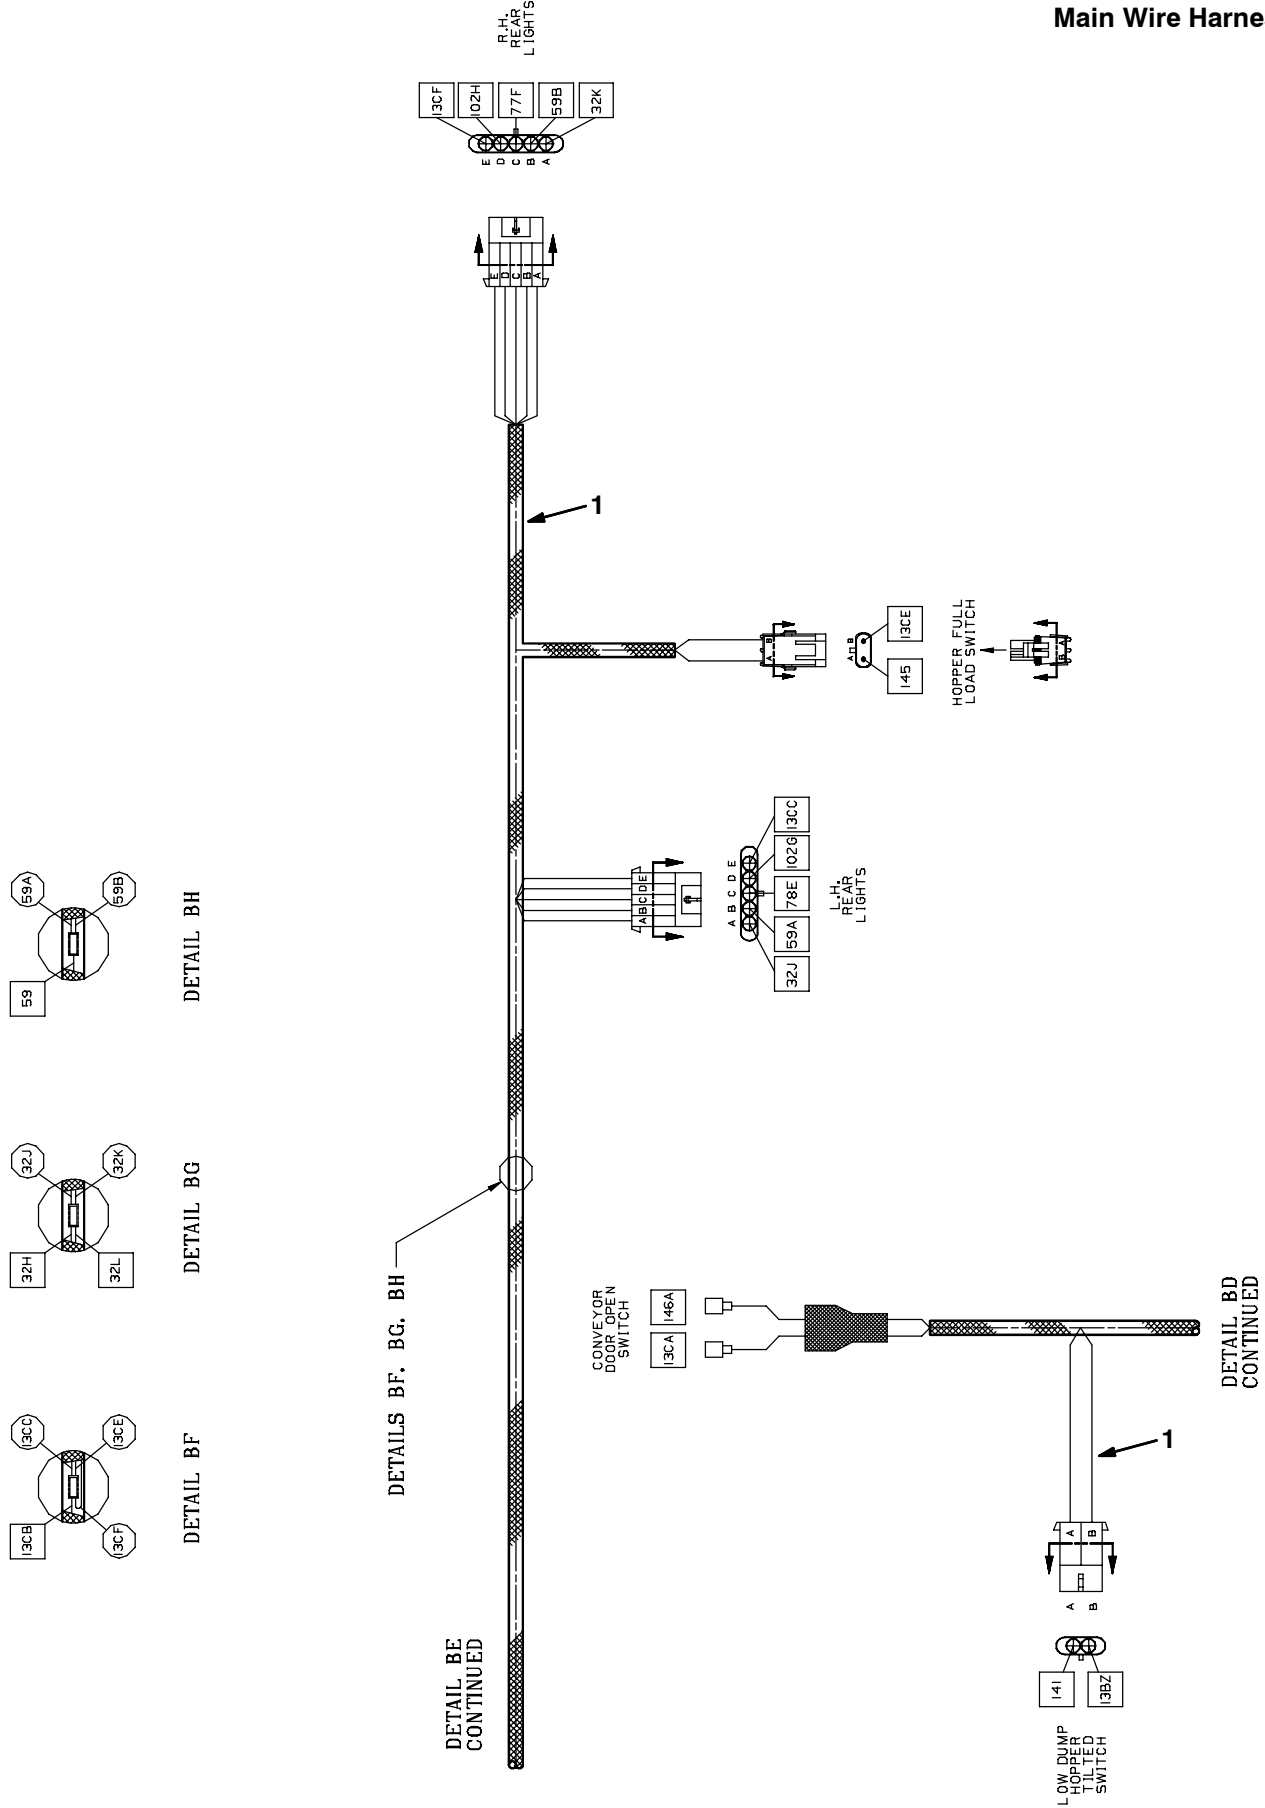 Main Wire Harne
R.H.
REAR
LIGHTS
13CF
102H
77F
59B
32K
E
D
C
B
A
E
D
C
B
A
1
HOPPER FULL
LOAD SWITCH
A
B
A
B
145
13CE
B
A
59
59A
59B
DETAIL BH
A
B
C
D
E
A
B
C
D
E
32J
59A
78E
102G
13CC
L.H.
REAR
LIGHTS
32H
32J
32L
32K
DETAIL BG
DETAILS BF, BG, BH
13CB
13CC
13CF
13CE
DETAIL BF
CONVEYOR
DOOR OPEN
SWITCH
13CA
146A
DETAIL BD
CONTINUED
1
A
B
A
B
141
13BZ
LOW DUMP
HOPPER
TILTED
SWITCH
DETAIL BE
CONTINUED